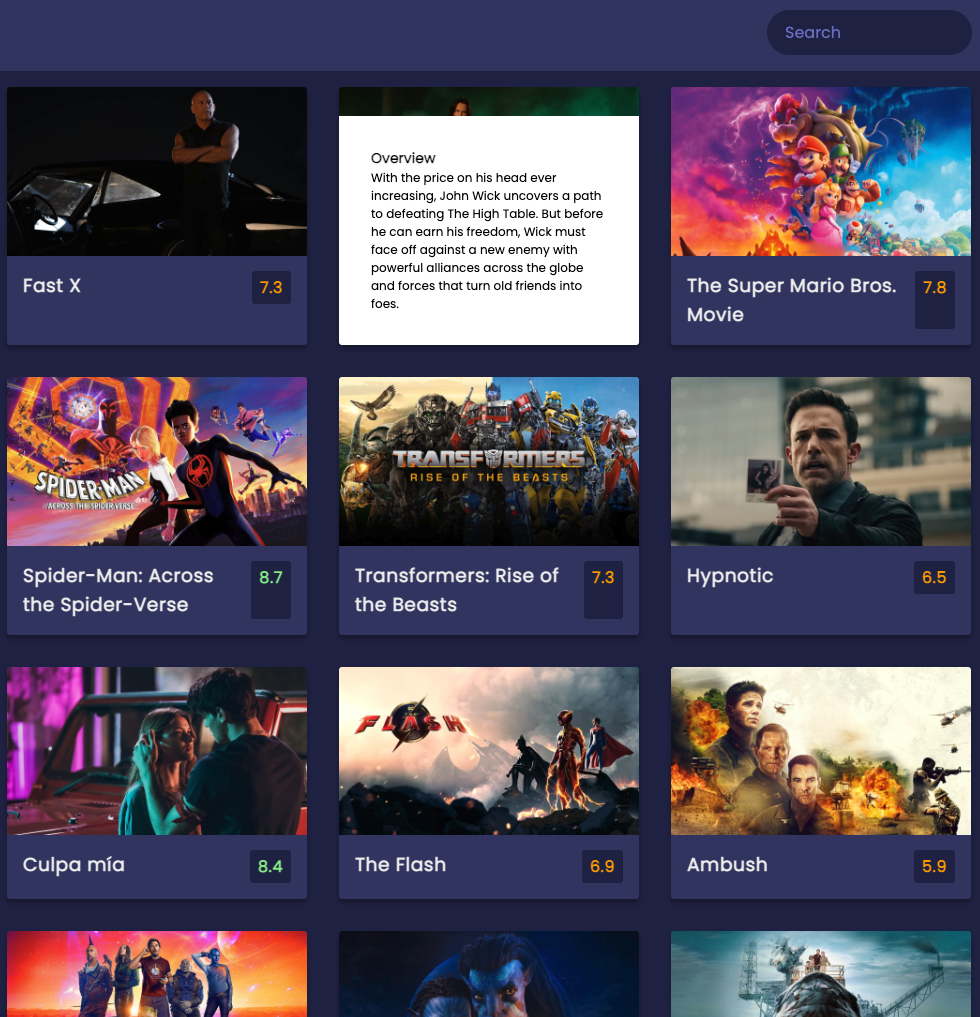 Search
Overview
With the price on his head ever
increasing, John Wick uncovers a path
to defeating The High Table. But before
he can earn his freedom, Wick must
face off against a new enemy with
powerful alliances across the globe
and forces that turn old friends into
foes.
Fast X
7.3
The Super Mario Bros.
Movie
7.8
SPIDER-MAN
ACROSS THE SPIDER-VERSE
TRANSFORMERS
RISE OF THE BEASTS
Spider-Man: Across
the Spider-Verse
8.7
Transformers: Rise of
the Beasts
7.3
Hypnotic
6.5
FLASH
Culpa mía
8.4
The Flash
6.9
Ambush
5.9